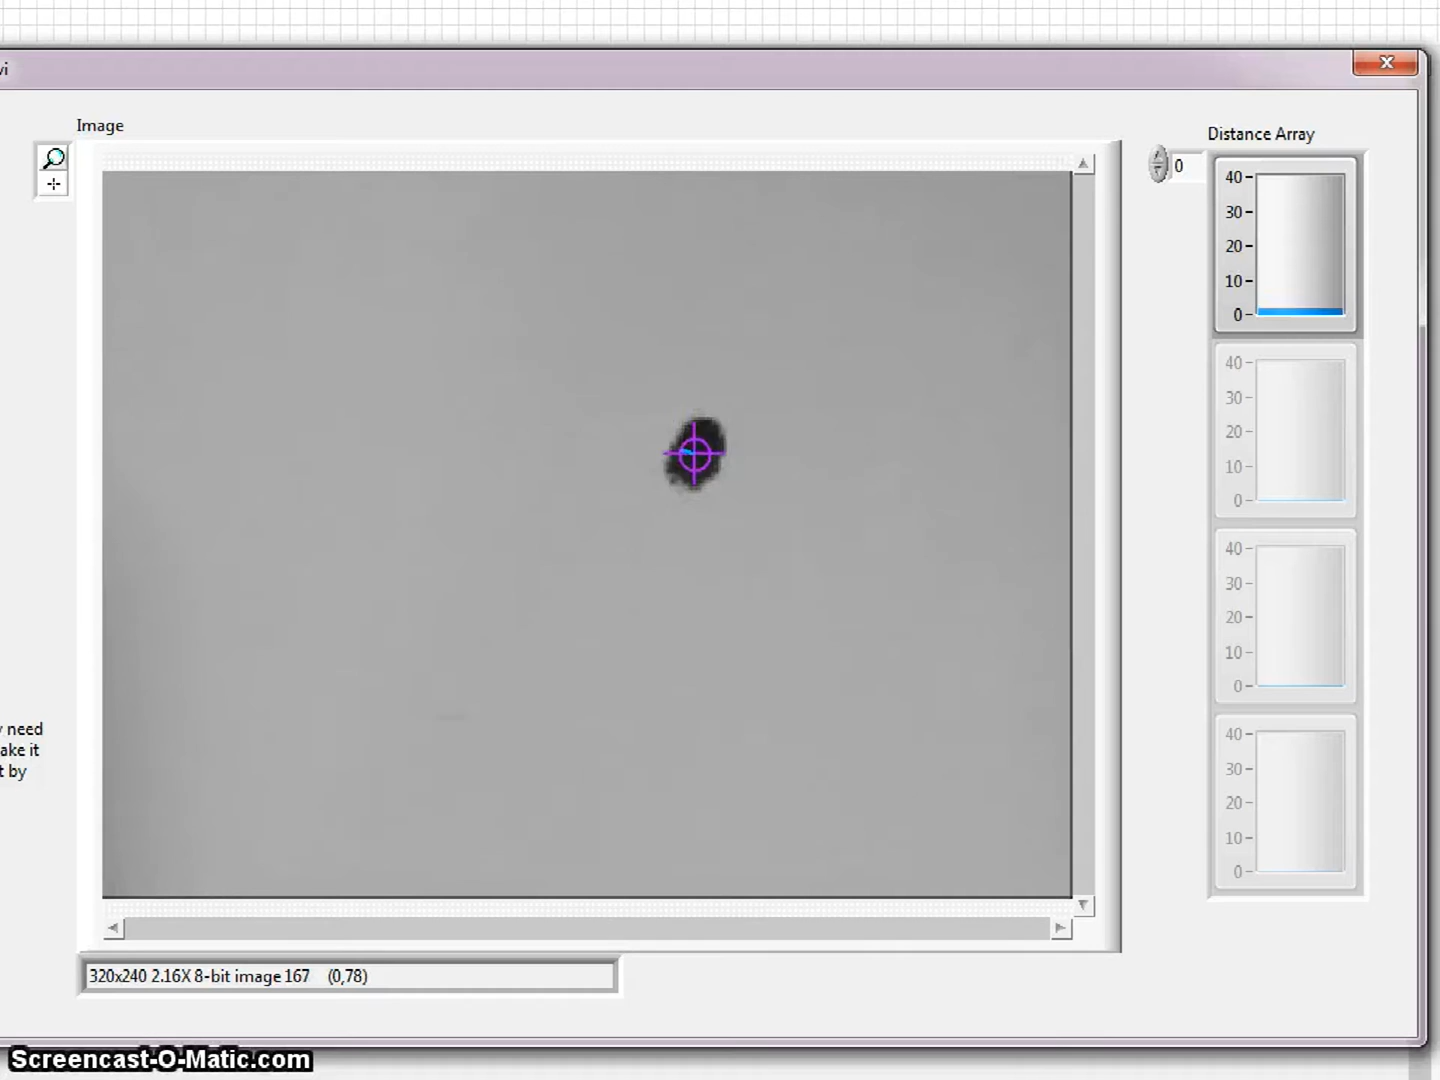 vi
Image
Distance Array
0
40
30
20
10
0
40
30
20
10
0
40
30
20
10
0
40
30
20
10
0
need
ake it
t by
320x240 2.16X 8-bit image 167 (0,78)
Screencast-O-Matic.com